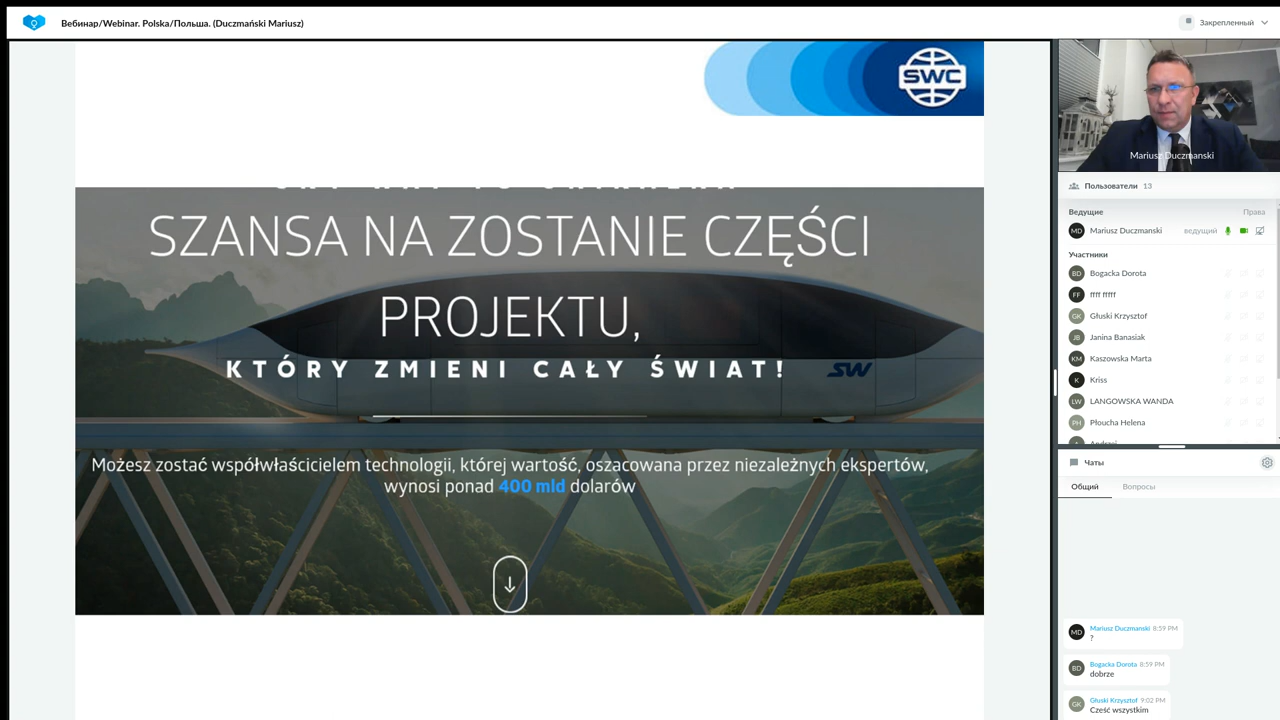 Вебинар/Webinar. Polska/Польша. (Duczmański Mariusz)
Закрепленный
SWC
SZANSA NA ZOSTANIE CZĘŚCI
PROJEKTU,
KTÓRY ZMIENI CAŁY ŚWIAT!
SW
Możesz zostać współwłaścicielem technologii, której wartość, oszacowana przez niezależnych ekspertów,
wynosi ponad 400 mld dolarów
Mariusz Duczmanski
Пользователи 13
Ведущие Права
MD Mariusz Duczmanski ведущий
Участники
BD Bogacka Dorota
FF ffff fffff
GK Głuski Krzysztof
JB Janina Banasiak
KM Kaszowska Marta
K Kriss
LW LANGOWSKA WANDA
PH Płoucha Helena
A Andrzej
Чаты
Общий Вопросы
MD Mariusz Duczmanski 8:59 PM
?
BD Bogacka Dorota 8:59 PM
dobrze
GK Głuski Krzysztof 9:02 PM
Cześć wszystkim